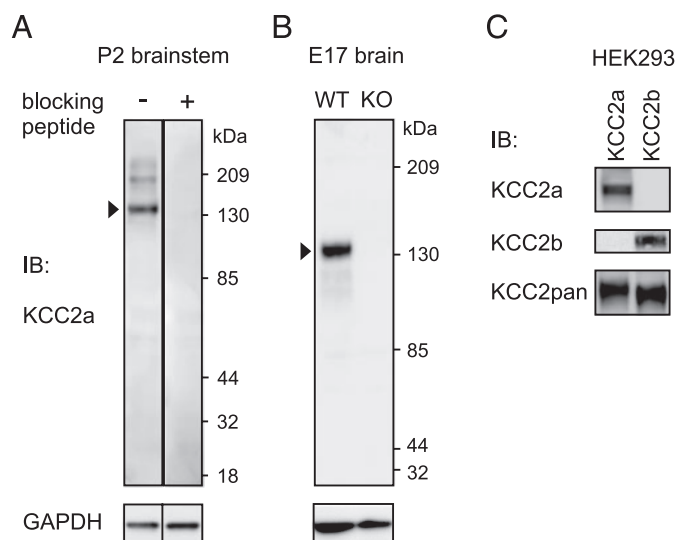 A
P2 brainstem
blocking peptide
- +
kDa
209
130
85
44
32
18
IB:
KCC2a
GAPDH
B
E17 brain
WT KO
kDa
209
130
85
44
32
C
HEK293
KCC2a
KCC2b
IB:
KCC2a
KCC2b
KCC2pan